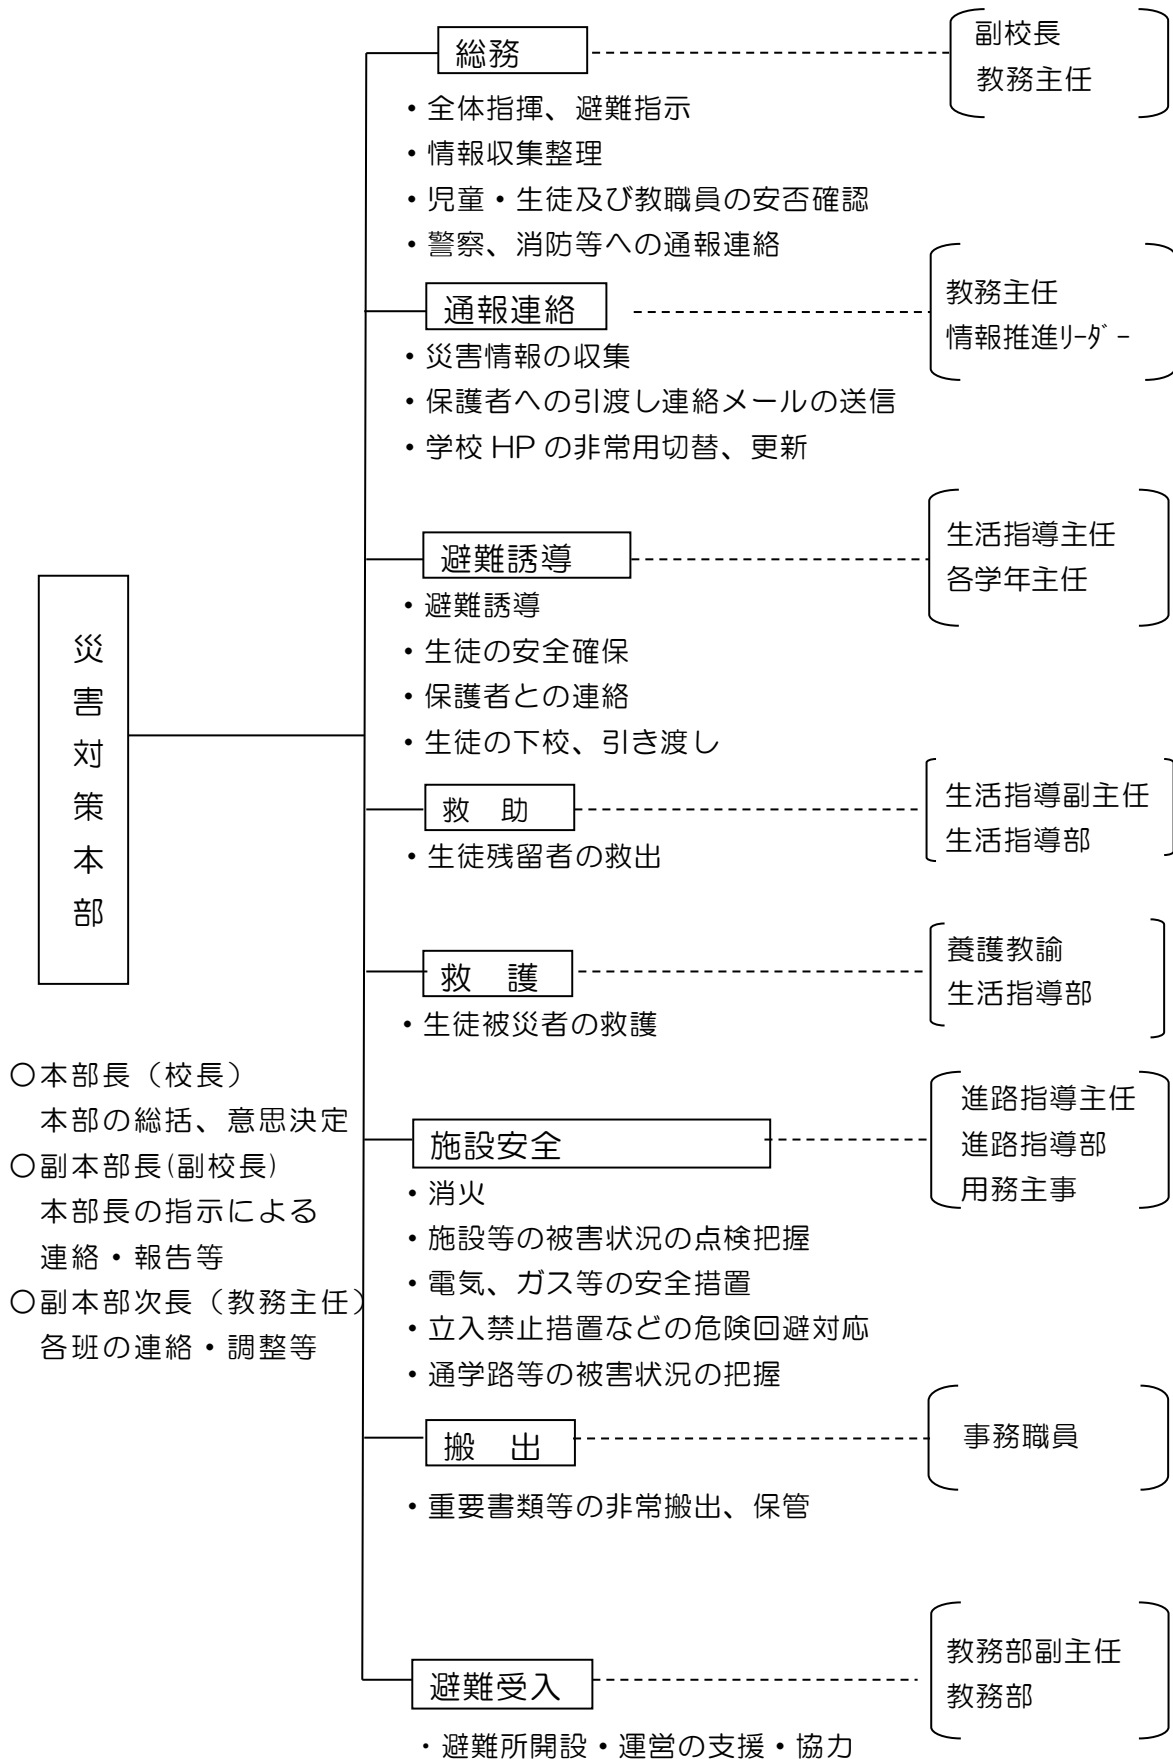 総務
副校長
教務主任
・全体指揮、避難指示
・情報収集整理
・児童・生徒及び教職員の安否確認
・警察、消防等への通報連絡
通報連絡
教務主任
情報推進ﾘｰﾀﾞｰ
・災害情報の収集
・保護者への引渡し連絡メールの送信
・学校 HP の非常用切替、更新
避難誘導
生活指導主任
各学年主任
・避難誘導
・生徒の安全確保
・保護者との連絡
・生徒の下校、引き渡し
災害対策本部
救　助
生活指導副主任
生活指導部
・生徒残留者の救出
救　護
養護教諭
生活指導部
・生徒被災者の救護
〇本部長（校長）
本部の総括、意思決定
〇副本部長(副校長)
本部長の指示による
連絡・報告等
〇副本部次長（教務主任）
各班の連絡・調整等
施設安全
進路指導主任
進路指導部
用務主事
・消火
・施設等の被害状況の点検把握
・電気、ガス等の安全措置
・立入禁止措置などの危険回避対応
・通学路等の被害状況の把握
搬　出
事務職員
・重要書類等の非常搬出、保管
避難受入
教務部副主任
教務部
・避難所開設・運営の支援・協力